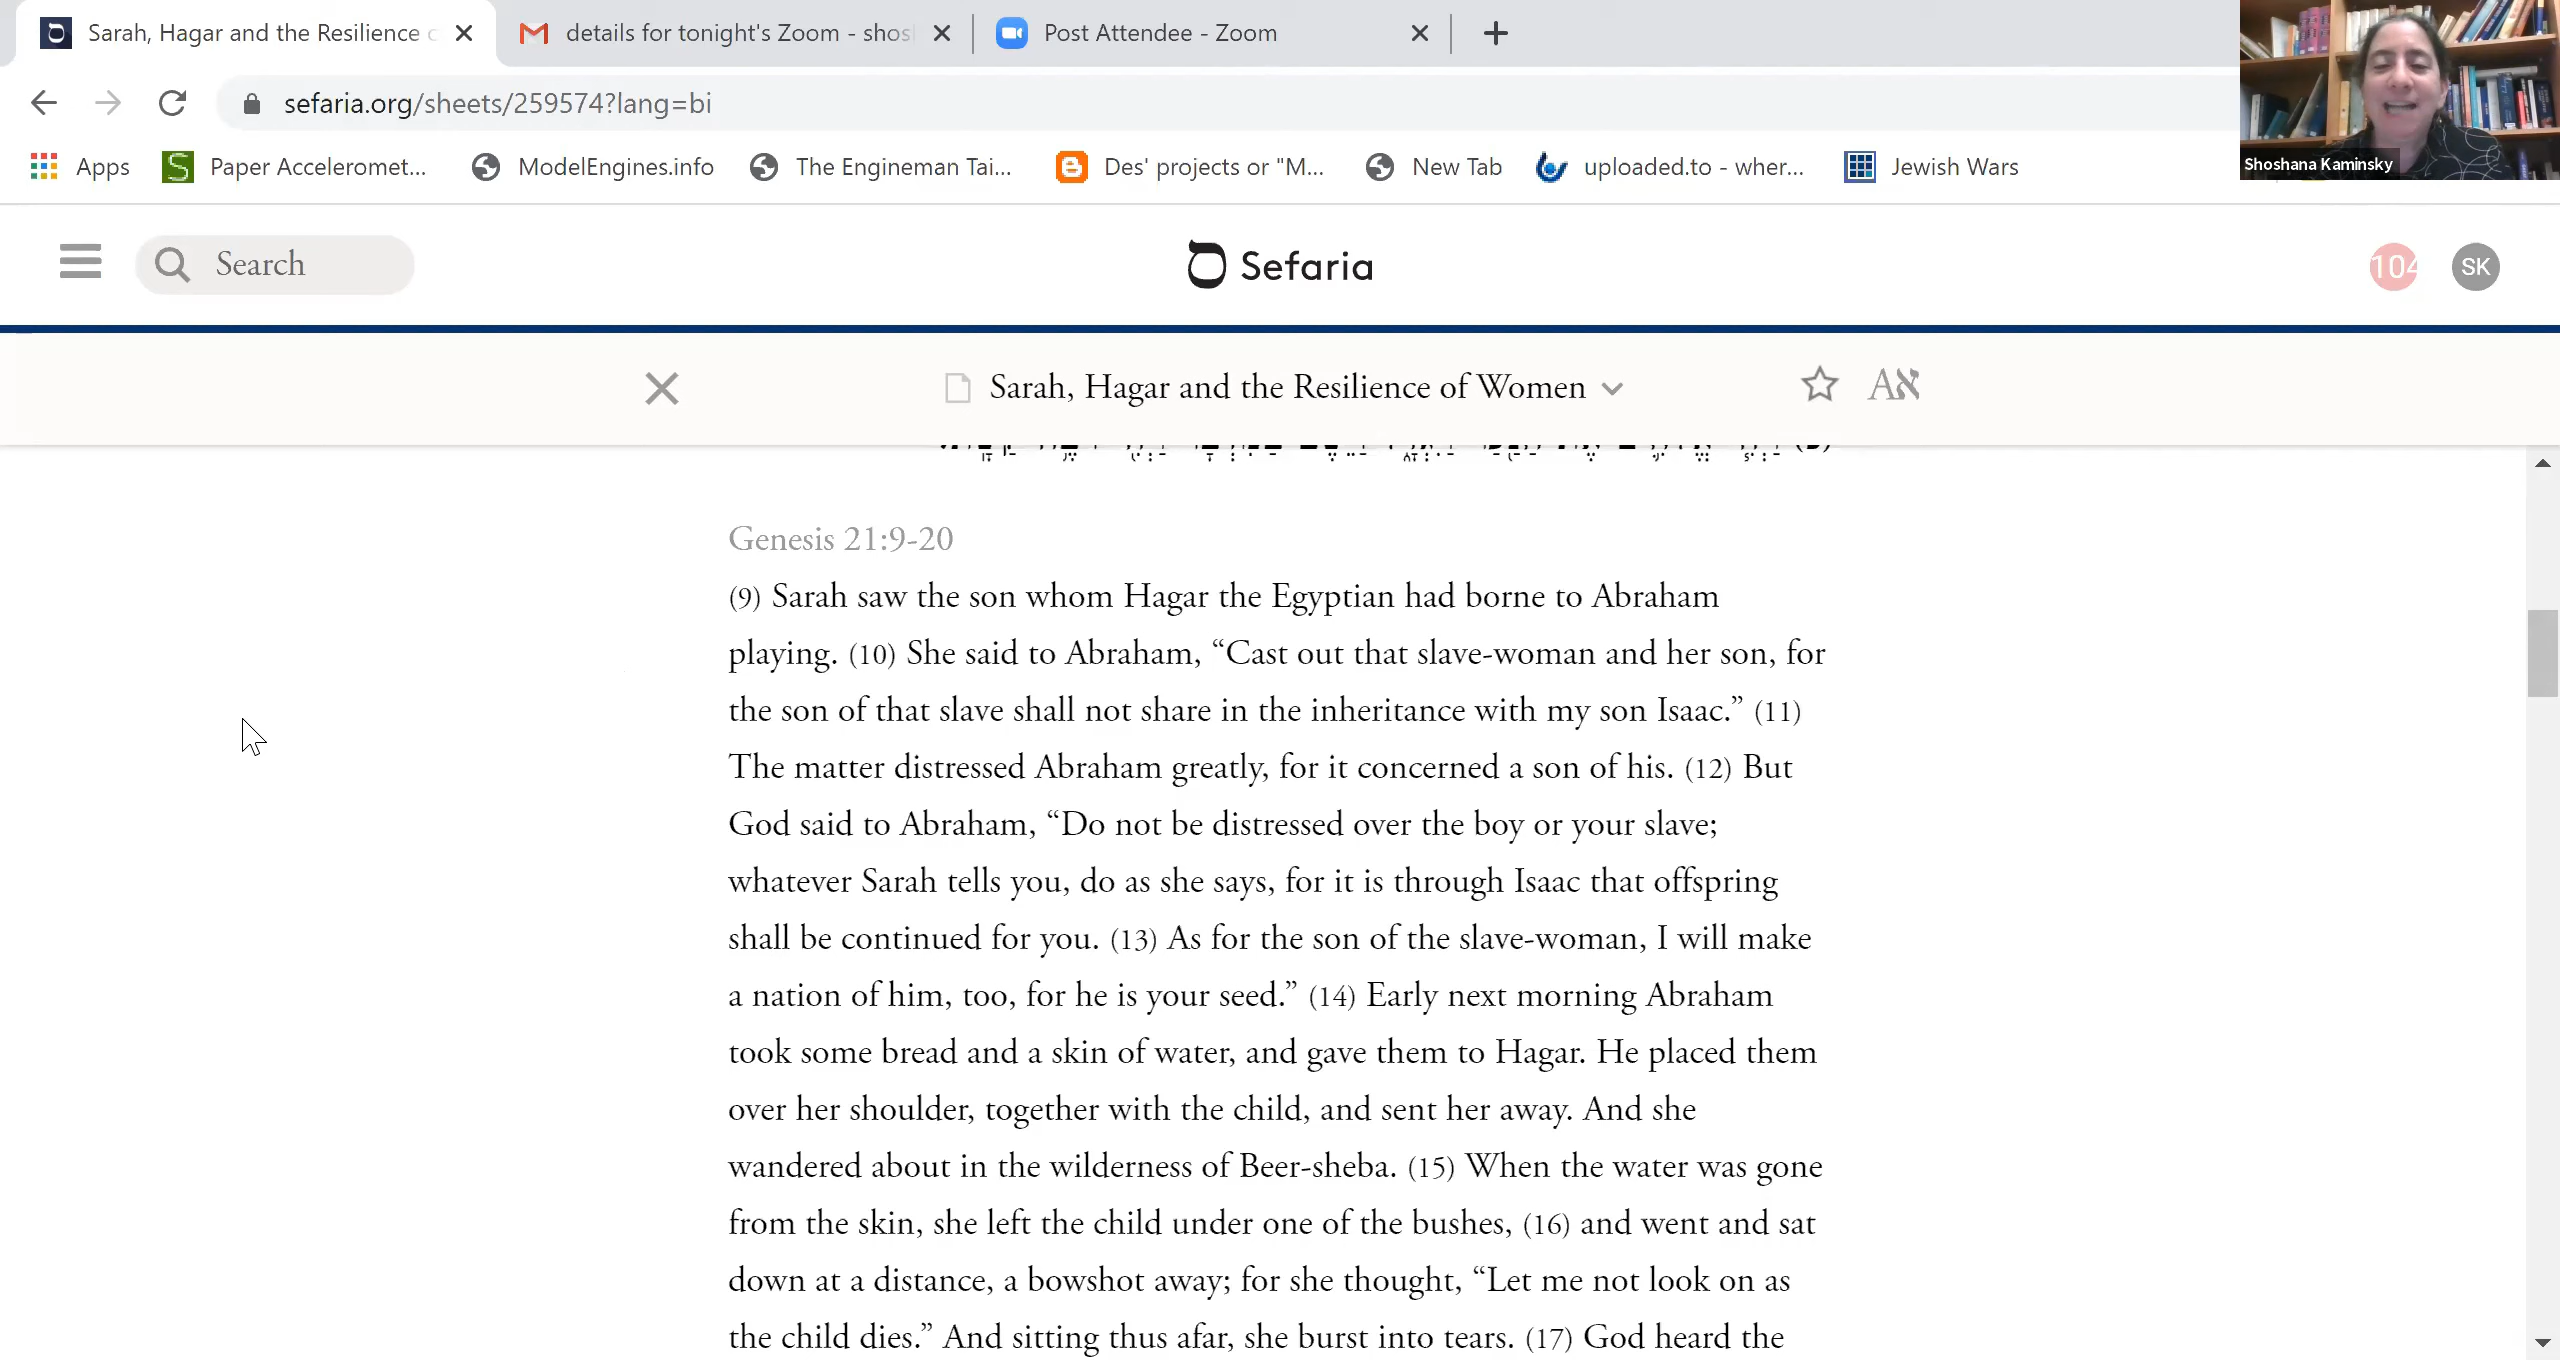 Sarah, Hagar and the Resilience
details for tonight's Zoom - shos
Post Attendee - Zoom
sefaria.org/sheets/259574?lang=bi
Apps
Paper Acceleromet...
ModelEngines.info
The Engineman Tai...
Des' projects or "M...
New Tab
uploaded.to - wher...
Jewish Wars
Shoshana Kaminsky
Search
ס Sefaria
104
SK
Sarah, Hagar and the Resilience of Women
Aא
Genesis 21:9-20
(9) Sarah saw the son whom Hagar the Egyptian had borne to Abraham
playing. (10) She said to Abraham, “Cast out that slave-woman and her son, for
the son of that slave shall not share in the inheritance with my son Isaac.” (11)
The matter distressed Abraham greatly, for it concerned a son of his. (12) But
God said to Abraham, “Do not be distressed over the boy or your slave;
whatever Sarah tells you, do as she says, for it is through Isaac that offspring
shall be continued for you. (13) As for the son of the slave-woman, I will make
a nation of him, too, for he is your seed.” (14) Early next morning Abraham
took some bread and a skin of water, and gave them to Hagar. He placed them
over her shoulder, together with the child, and sent her away. And she
wandered about in the wilderness of Beer-sheba. (15) When the water was gone
from the skin, she left the child under one of the bushes, (16) and went and sat
down at a distance, a bowshot away; for she thought, “Let me not look on as
the child dies.” And sitting thus afar, she burst into tears. (17) God heard the